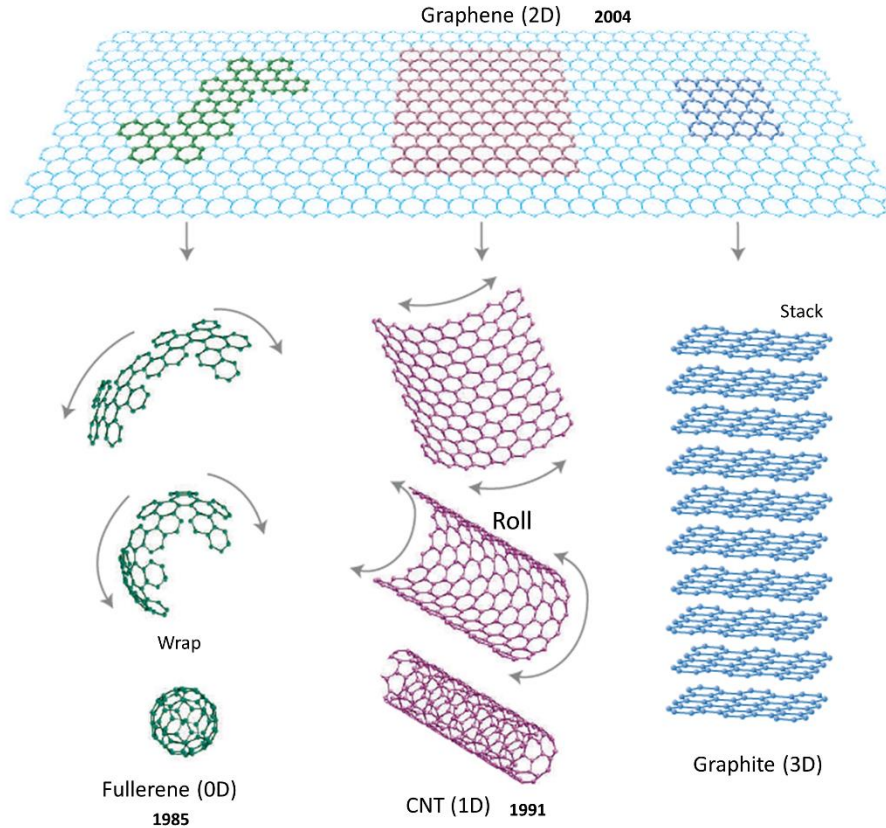 Graphene (2D) 2004
Stack
Roll
Wrap
Graphite (3D)
Fullerene (0D)
1985
CNT (1D) 1991